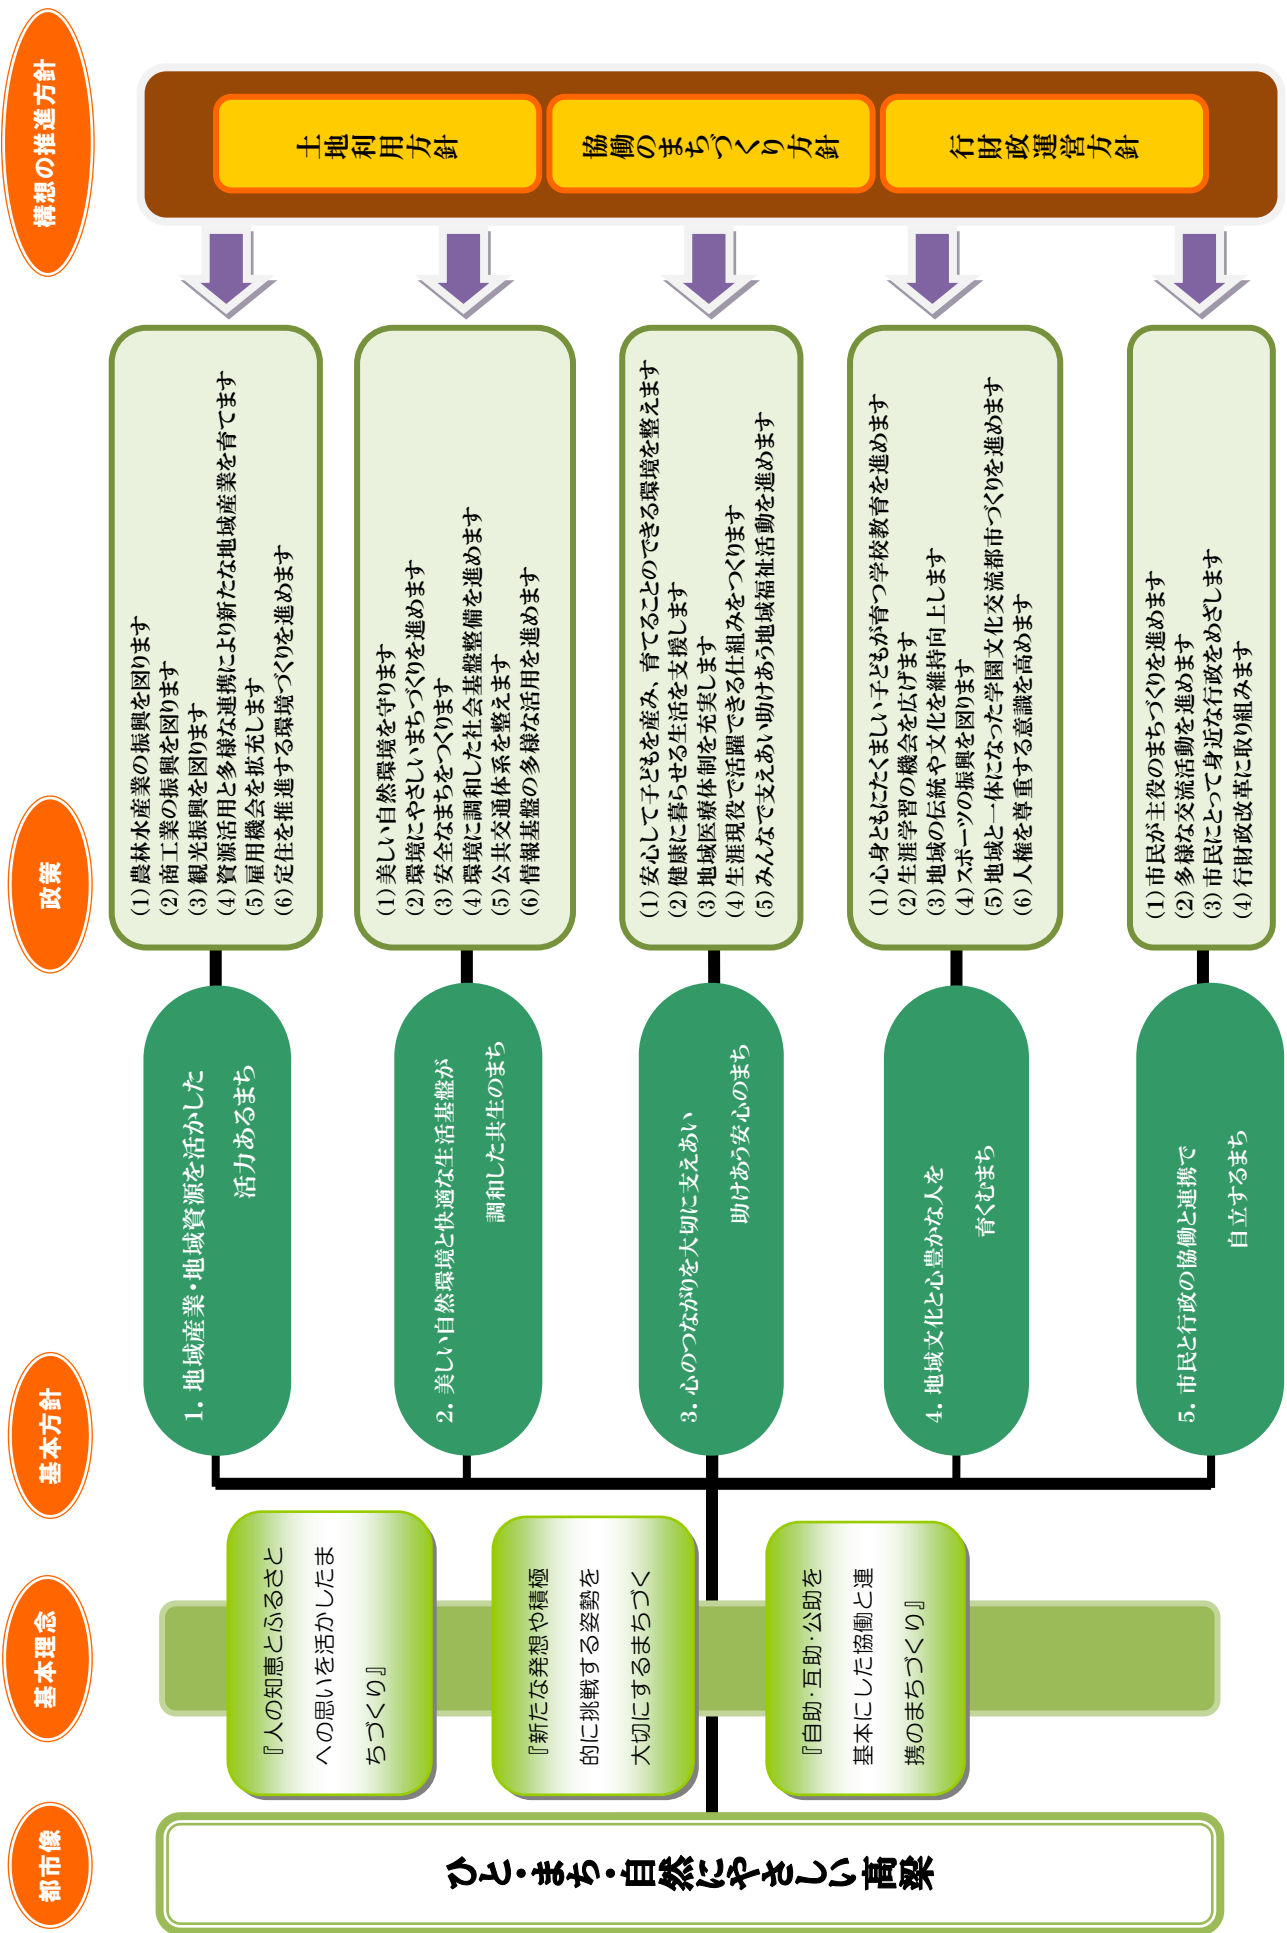 都市像
ひと・まち・自然にやさしい高梁
基本理念
『人の知恵とふるさと
への思いを活かしたま
ちづくり』
『新たな発想や積極
的に挑戦する姿勢を
大切にするまちづく
『自助・互助・公助を
基本にした協働と連
携のまちづくり』
基本方針
1. 地域産業・地域資源を活かした
活力あるまち
2. 美しい自然環境と快適な生活基盤が
調和した共生のまち
3. 心のつながりを大切に支えあい
助けあう安心のまち
4. 地域文化と心豊かな人を
育くむまち
5. 市民と行政の協働と連携で
自立するまち
政策
(1)農林水産業の振興を図ります
(2)商工業の振興を図ります
(3)観光振興を図ります
(4)資源活用と多様な連携により新たな地域産業を育てます
(5)雇用機会を拡充します
(6)定住を推進する環境づくりを進めます
(1)美しい自然環境を守ります
(2)環境にやさしいまちづくりを進めます
(3)安全なまちをつくります
(4)環境に調和した社会基盤整備を進めます
(5)公共交通体系を整えます
(6)情報基盤の多様な活用を進めます
(1)安心して子どもを産み、育てることのできる環境を整えます
(2)健康に暮らせる生活を支援します
(3)地域医療体制を充実します
(4)生涯現役で活躍できる仕組みをつくります
(5)みんなで支えあい助けあう地域福祉活動を進めます
(1)心身ともにたくましい子どもが育つ学校教育を進めます
(2)生涯学習の機会を広げます
(3)地域の伝統や文化を維持向上します
(4)スポーツの振興を図ります
(5)地域と一体になった学園文化交流都市づくりを進めます
(6)人権を尊重する意識を高めます
(1)市民が主役のまちづくりを進めます
(2)多様な交流活動を進めます
(3)市民にとって身近な行政をめざします
(4)行財政改革に取り組みます
構想の推進方針
土地利用方針
協働のまちづくり方針
行財政運営方針